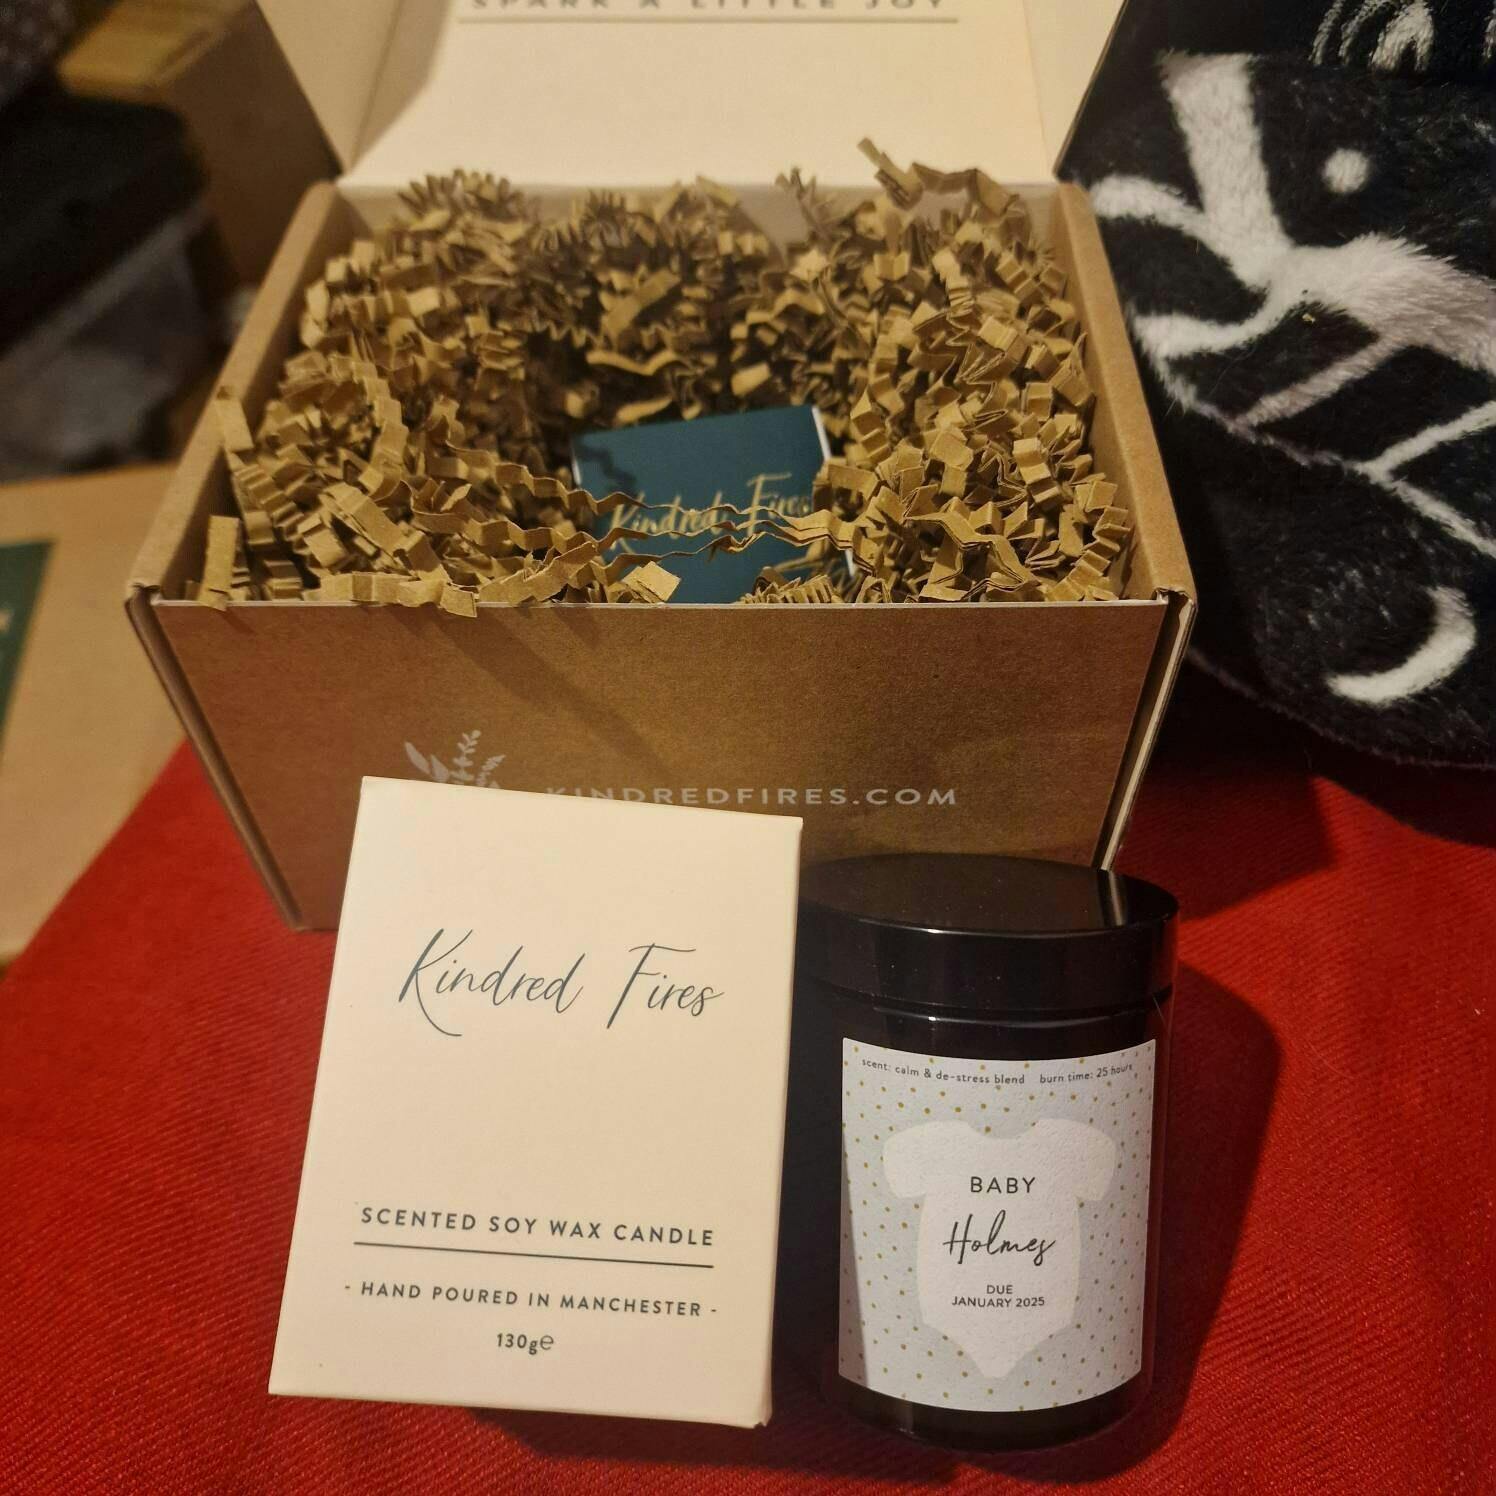 SPARK A LITTLE JOY
Kindred Fires
KINDREDFIRES.COM
Kindred Fires
SCENTED SOY WAX CANDLE
- HAND POURED IN MANCHESTER -
130g℮
scent: calm & de-stress blend burn time: 25 hours
BABY
Holmes
DUE
JANUARY 2025